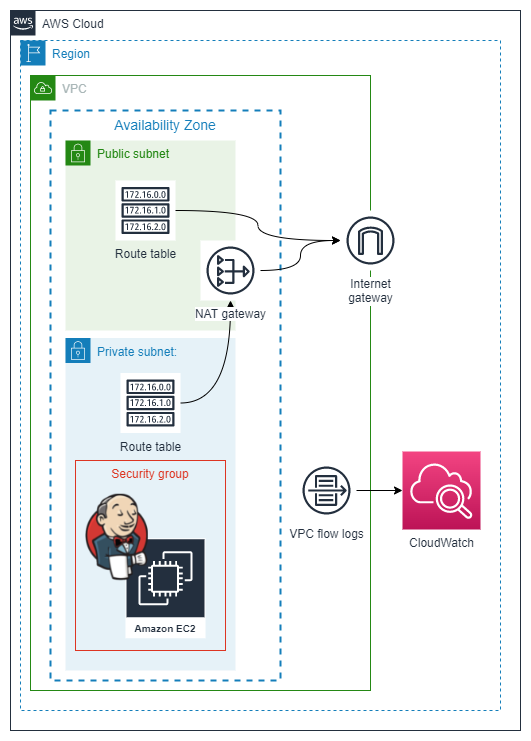 aws
AWS Cloud
Region
VPC
Availability Zone
Public subnet
172.16.0.0
172.16.1.0
172.16.2.0
Route table
NAT gateway
Internet
gateway
Private subnet:
172.16.0.0
172.16.1.0
172.16.2.0
Route table
Security group
Amazon EC2
VPC flow logs
CloudWatch